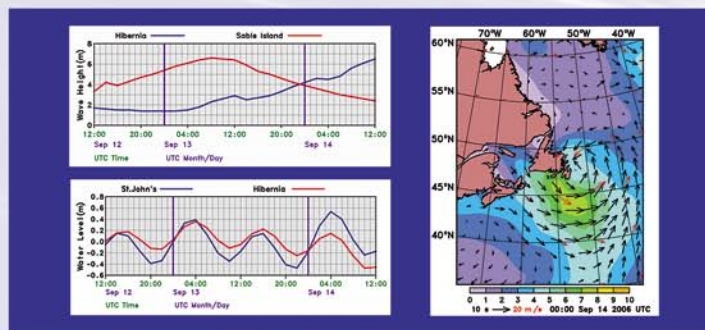 Hibernia Sable Island
Wave Height(m)
8
6
4
2
0
12:00 20:00 04:00 12:00 20:00 04:00 12:00
Sep 12 Sep 13 Sep 14
UTC Time UTC Month/Day
St.John's Hibernia
Water Level(m)
0.8
0.6
0.4
0.2
0.0
-0.2
-0.4
-0.6
12:00 20:00 04:00 12:00 20:00 04:00 12:00
Sep 12 Sep 13 Sep 14
UTC Time UTC Month/Day
70°W 60°W 50°W 40°W
60°N
55°N
50°N
45°N
40°N
0 1 2 3 4 5 6 7 8 9 10
10 s 20 m/s 00:00 Sep 14 2006 UTC